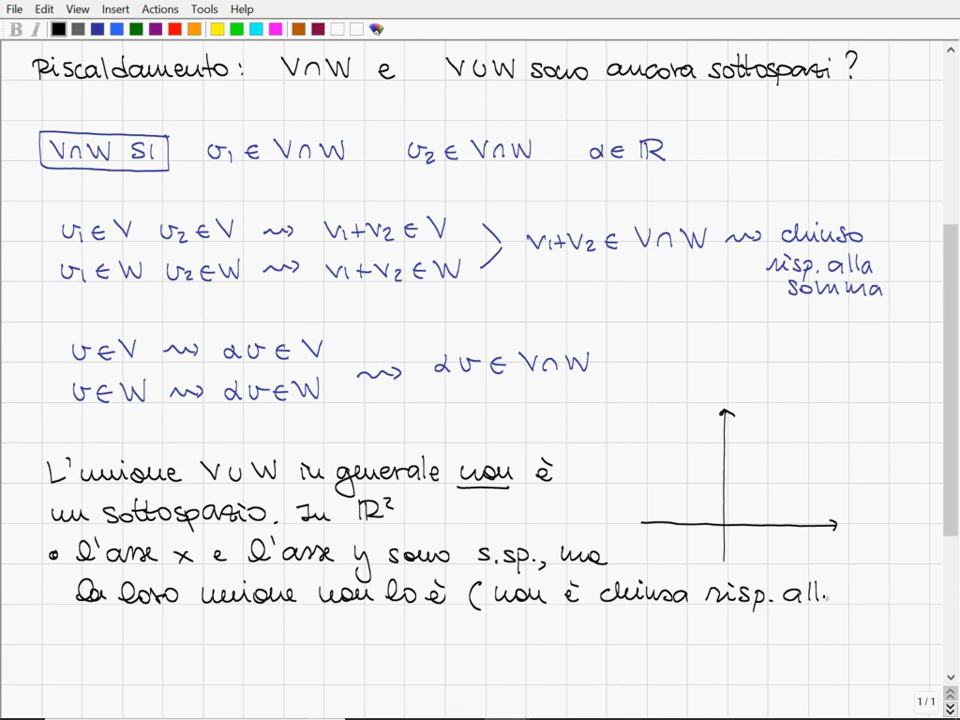 File Edit View Insert Actions Tools Help
B I
Riscaldamento: V∩W e V∪W sono ancora sottospazi?
V∩W SI v₁ ∈ V∩W v₂ ∈ V∩W α ∈ ℝ
v₁ ∈ V v₂ ∈ V ⇝ v₁+v₂ ∈ V
v₁ ∈ W v₂ ∈ W ⇝ v₁+v₂ ∈ W
v₁+v₂ ∈ V∩W ⇝ chiuso
risp. alla
somma
v ∈ V ⇝ αv ∈ V
v ∈ W ⇝ αv ∈ W
⇝ αv ∈ V∩W
L'unione V∪W in generale non è
un sottospazio. In ℝ²
• l'asse x e l'asse y sono s.sp., ma
la loro unione non lo è (non è chiusa risp. all
1 / 1